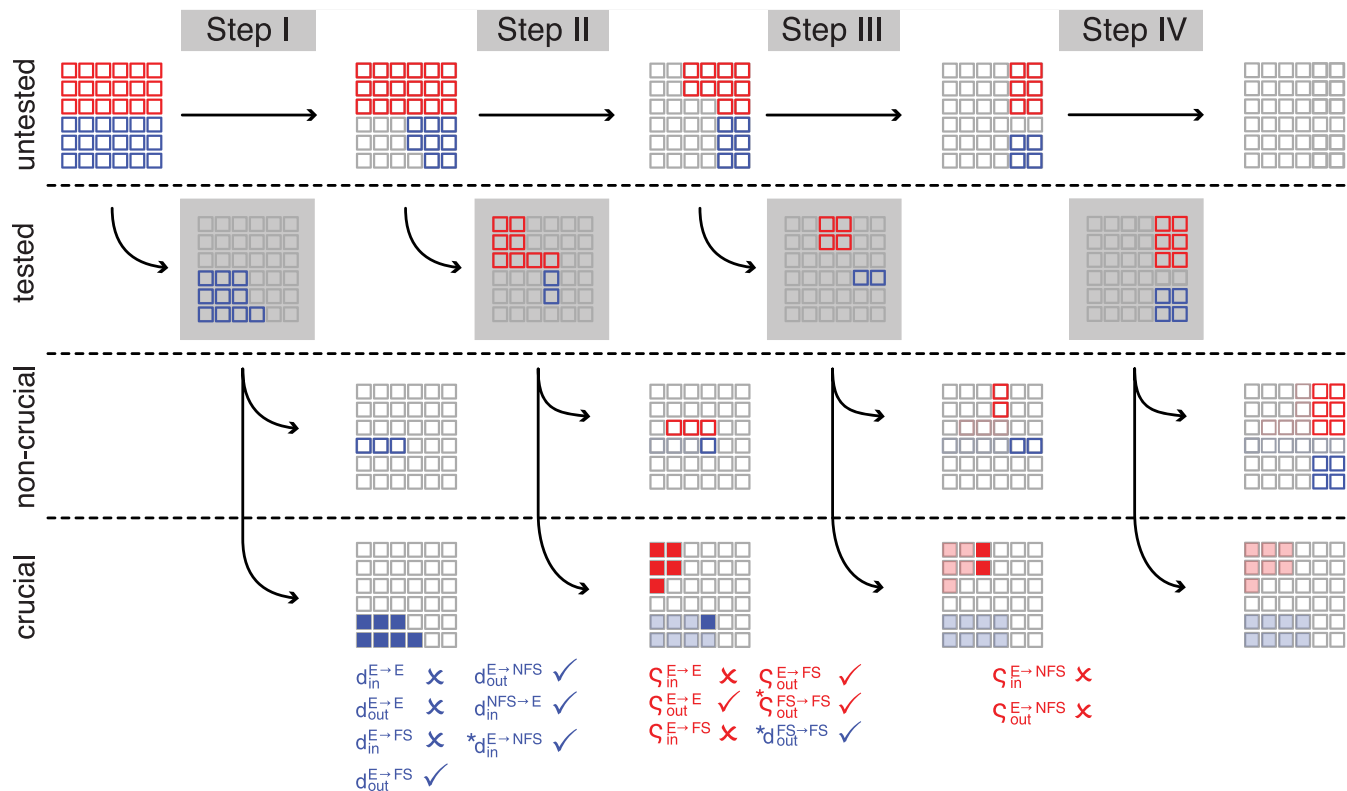 Step I Step II Step III Step IV
untested
tested
non-crucial
crucial
d_in^E→E ✗ d_out^E→NFS ✓ ς_in^E→E ✗ ς_out^E→FS ✓ ς_in^E→NFS ✗
d_out^E→E ✗ d_in^NFS→E ✓ ς_out^E→E ✓ *ς_out^FS→FS ✓ ς_out^E→NFS ✗
d_in^E→FS ✗ *d_in^E→NFS ✓ ς_in^E→FS ✗ *d_out^FS→FS ✓
d_out^E→FS ✓